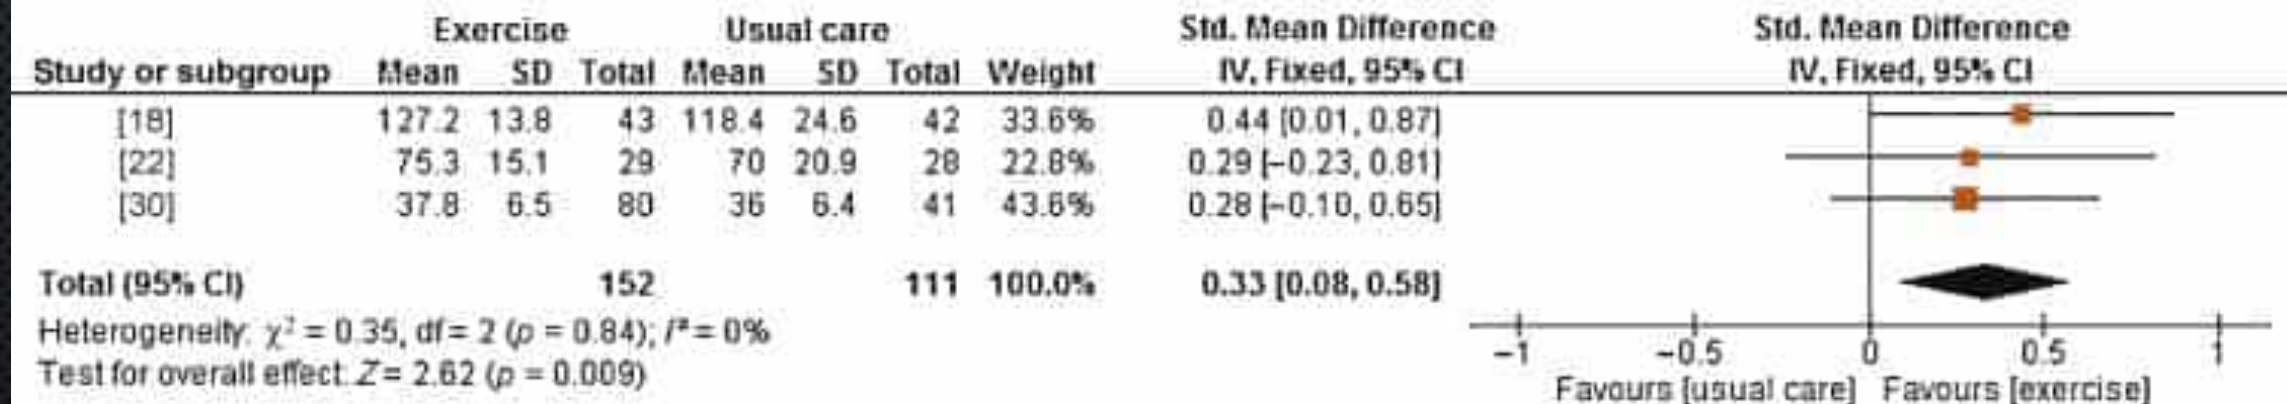 Exercise Usual care Std. Mean Difference Std. Mean Difference
Study or subgroup Mean SD Total Mean SD Total Weight IV, Fixed, 95% CI IV, Fixed, 95% CI
[18] 127.2 13.8 43 118.4 24.6 42 33.6% 0.44 [0.01, 0.87]
[22] 75.3 15.1 29 70 20.9 28 22.8% 0.29 [−0.23, 0.81]
[30] 37.8 6.5 80 36 6.4 41 43.6% 0.28 [−0.10, 0.65]
Total (95% CI) 152 111 100.0% 0.33 [0.08, 0.58]
Heterogeneity: χ² = 0.35, df = 2 (p = 0.84); I² = 0%
Test for overall effect: Z = 2.62 (p = 0.009)
−1 −0.5 0 0.5 1
Favours [usual care] Favours [exercise]